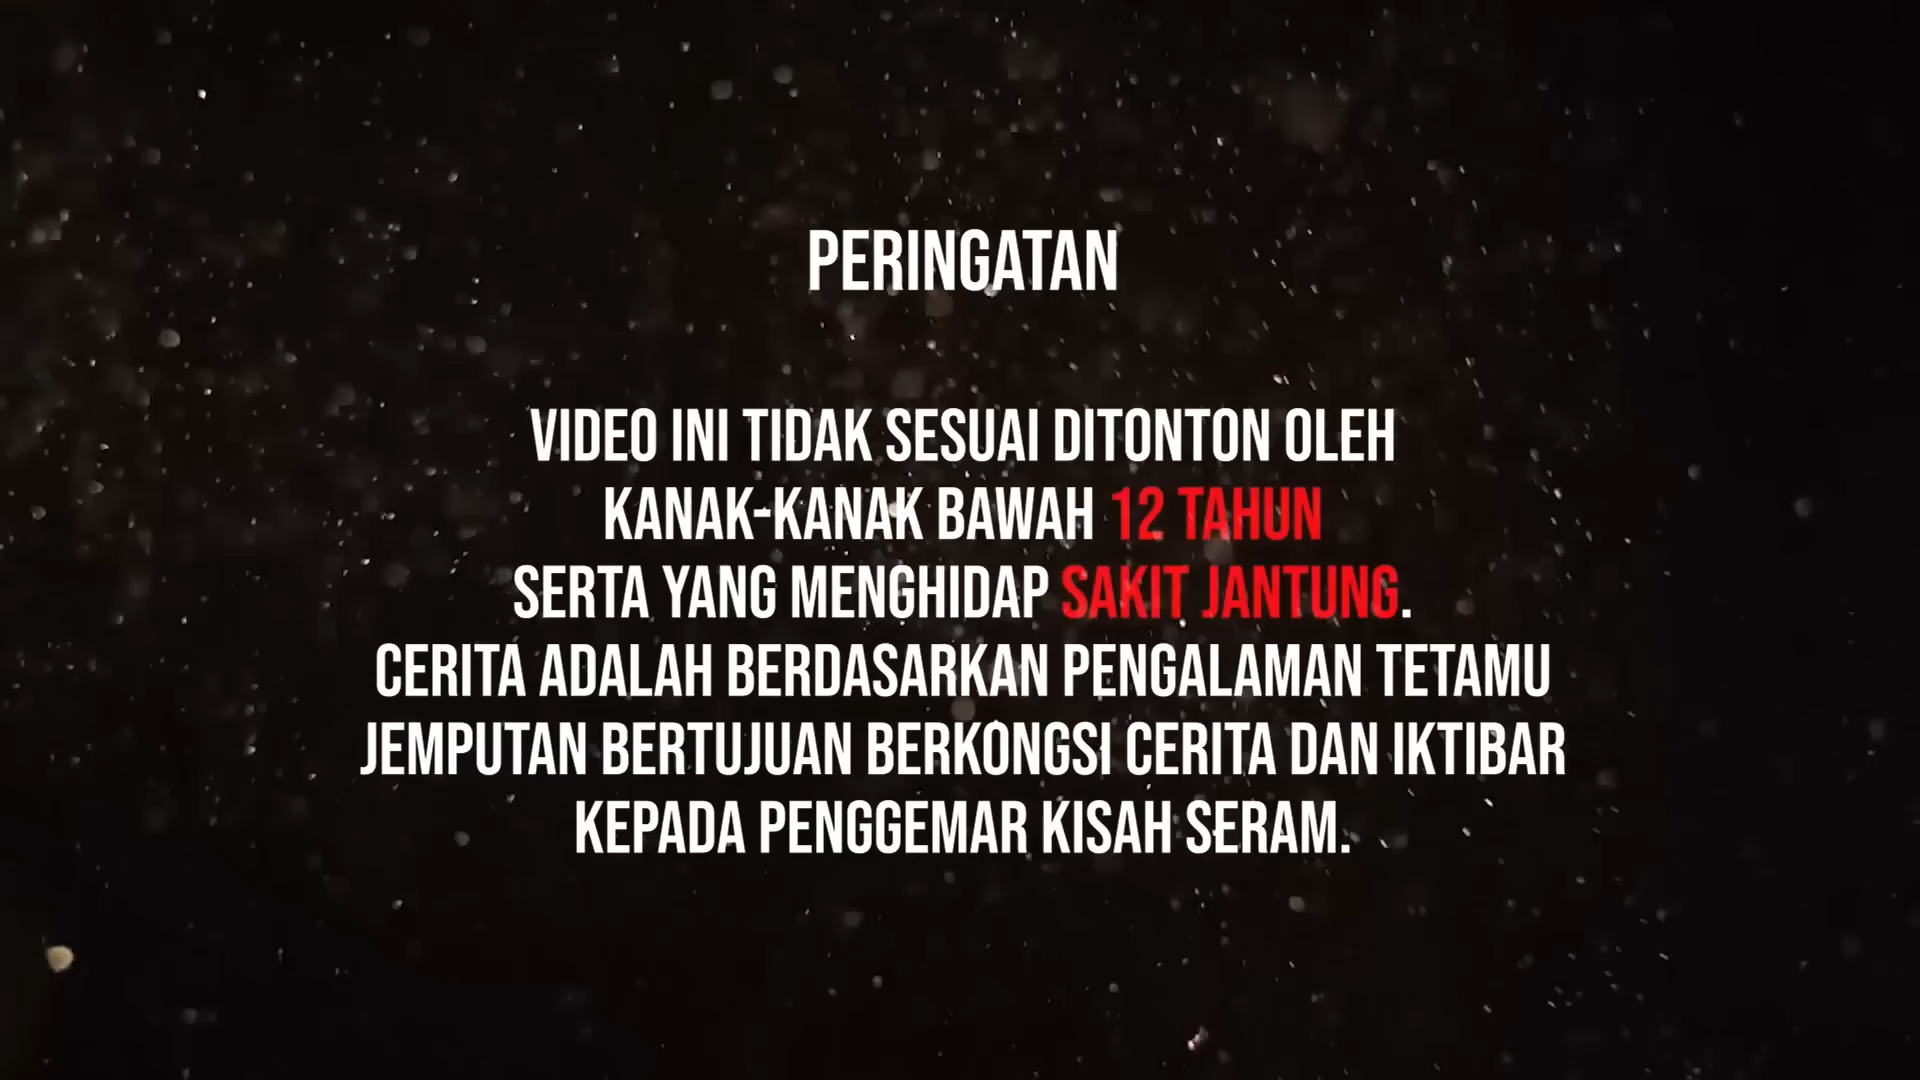 PERINGATAN
VIDEO INI TIDAK SESUAI DITONTON OLEH
KANAK-KANAK BAWAH 12 TAHUN
SERTA YANG MENGHIDAP SAKIT JANTUNG.
CERITA ADALAH BERDASARKAN PENGALAMAN TETAMU
JEMPUTAN BERTUJUAN BERKONGSI CERITA DAN IKTIBAR
KEPADA PENGGEMAR KISAH SERAM.